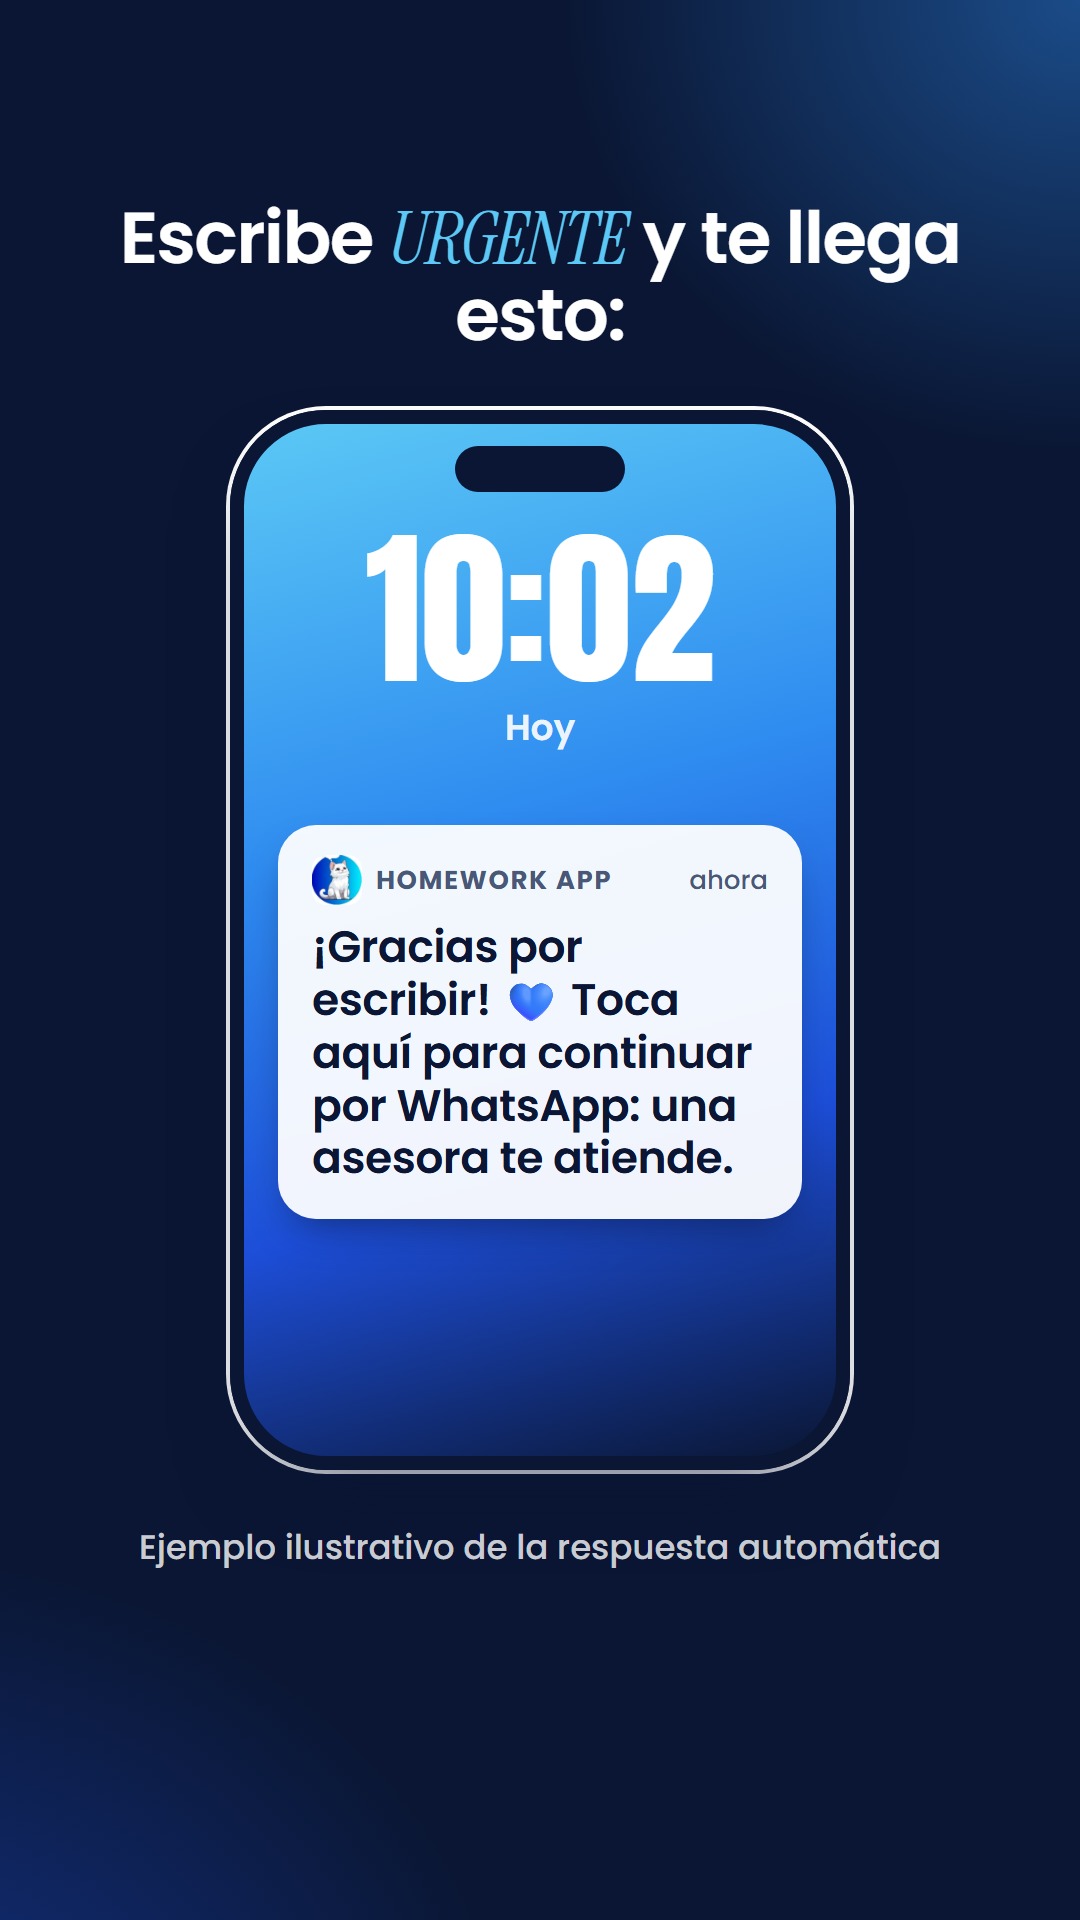 Escribe URGENTE y te llega
esto:
10:02
Hoy
HOMEWORK APP ahora
¡Gracias por
escribir! 💙 Toca
aquí para continuar
por WhatsApp: una
asesora te atiende.
Ejemplo ilustrativo de la respuesta automática